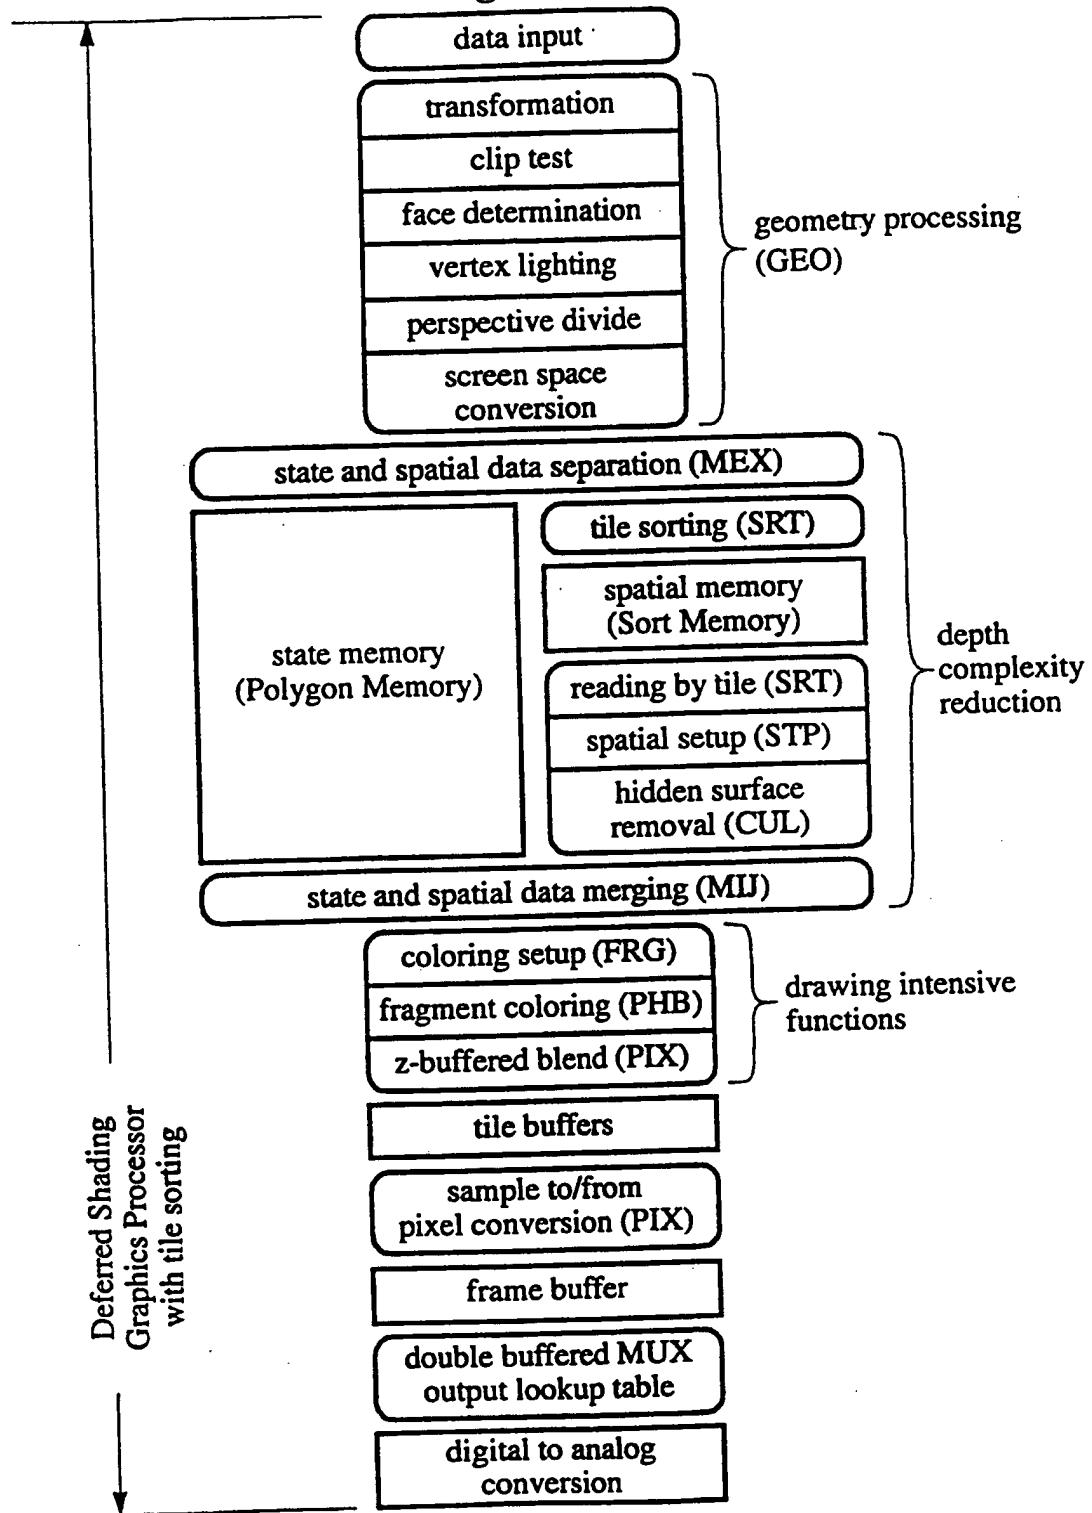 data input
transformation
clip test
face determination
vertex lighting
perspective divide
screen space
conversion
geometry processing
(GEO)
state and spatial data separation (MEX)
state memory
(Polygon Memory)
tile sorting (SRT)
spatial memory
(Sort Memory)
reading by tile (SRT)
spatial setup (STP)
hidden surface
removal (CUL)
depth
complexity
reduction
state and spatial data merging (MIJ)
coloring setup (FRG)
fragment coloring (PHB)
z-buffered blend (PIX)
drawing intensive
functions
tile buffers
sample to/from
pixel conversion (PIX)
frame buffer
double buffered MUX
output lookup table
digital to analog
conversion
Deferred Shading
Graphics Processor
with tile sorting